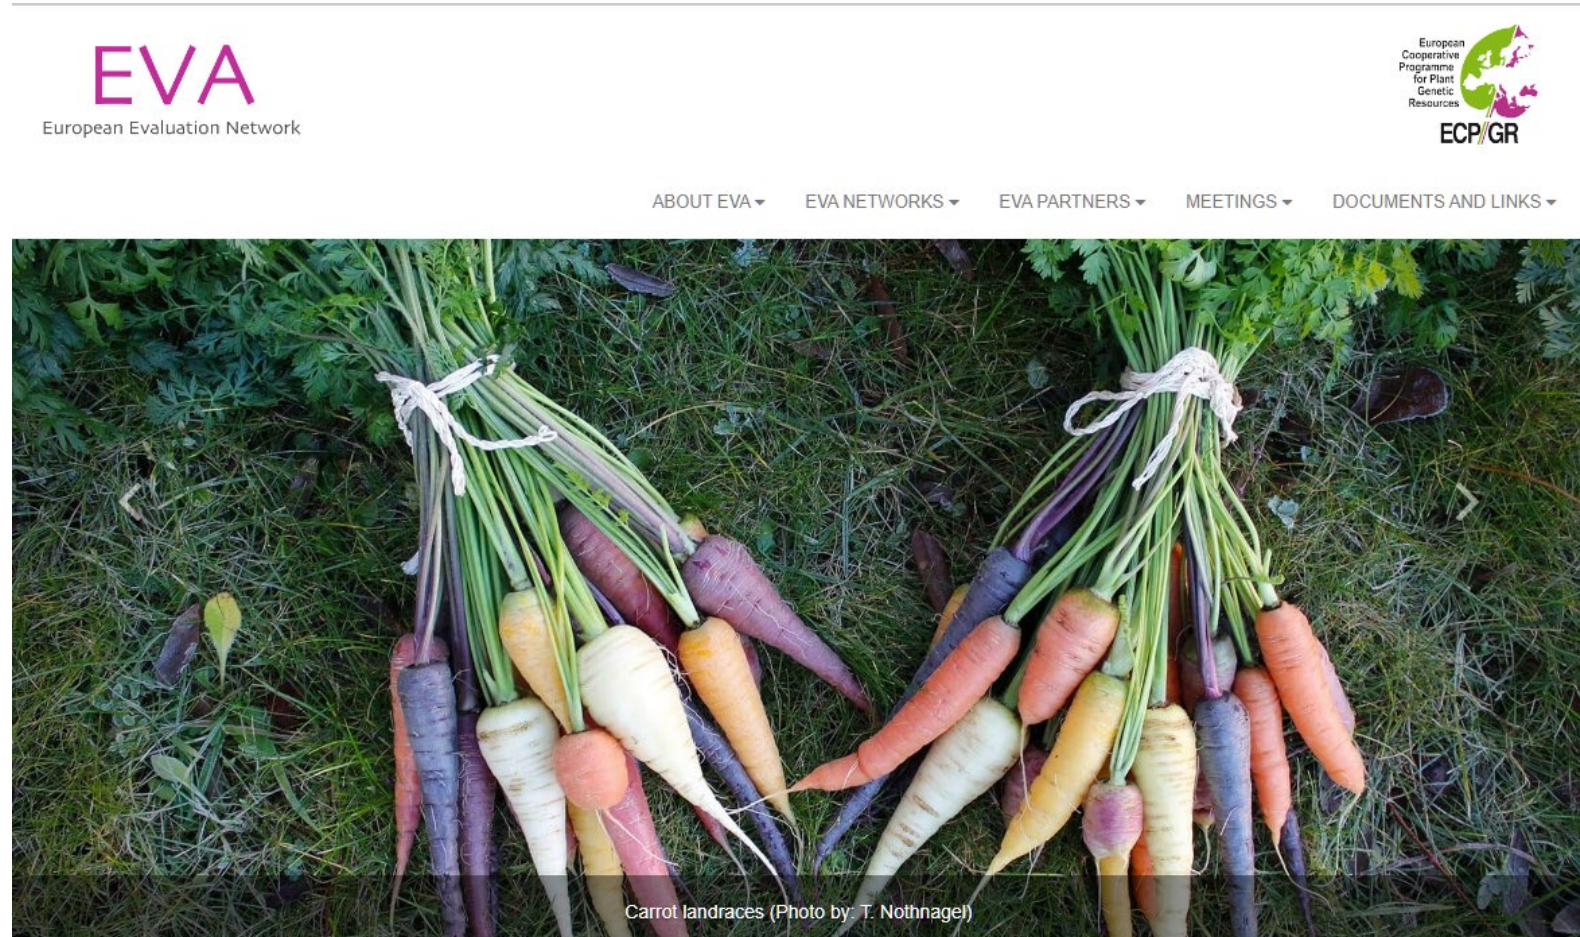 EVA
European Evaluation Network
European
Cooperative
Programme
for Plant
Genetic
Resources
ECP/GR
ABOUT EVA
EVA NETWORKS
EVA PARTNERS
MEETINGS
DOCUMENTS AND LINKS
Carrot landraces (Photo by: T. Nothnagel)